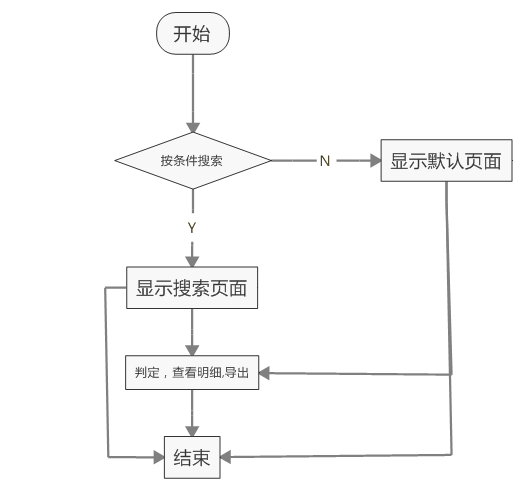 开始
按条件搜索
N
显示默认页面
Y
显示搜索页面
判定，查看明细,导出
结束